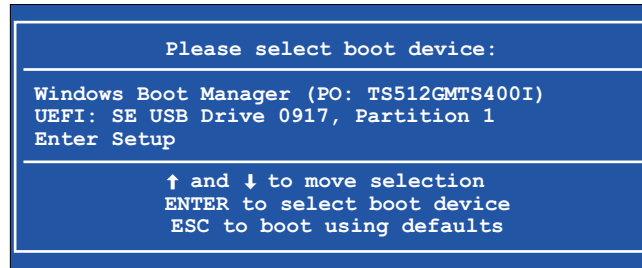 Please select boot device:
Windows Boot Manager (PO: TS512GMTS400I)
UEFI: SE USB Drive 0917, Partition 1
Enter Setup
↑ and ↓ to move selection
ENTER to select boot device
ESC to boot using defaults